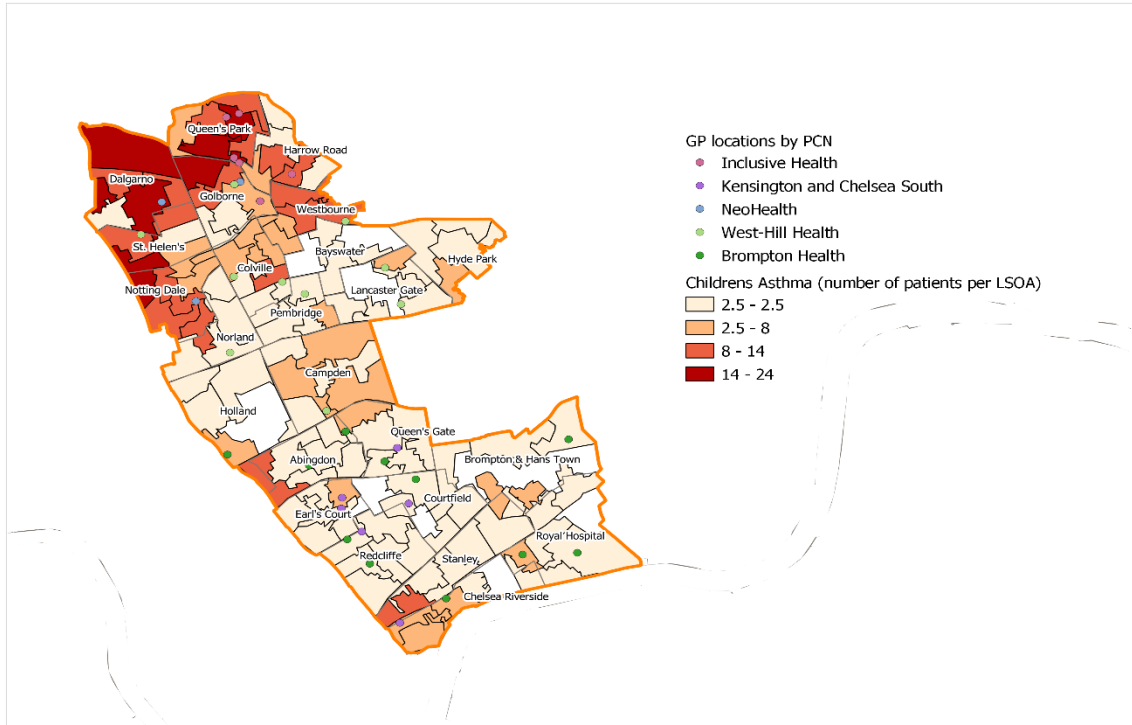 Queen's Park
Harrow Road
Dalgarno
Golborne
Westbourne
St. Helen's
Bayswater
Hyde Park
Colville
Notting Dale
Lancaster Gate
Pembridge
Norland
Campden
Holland
Queen's Gate
Abingdon
Brompton & Hans Town
Courtfield
Earl's Court
Royal Hospital
Redcliffe
Stanley
Chelsea Riverside
GP locations by PCN
Inclusive Health
Kensington and Chelsea South
NeoHealth
West-Hill Health
Brompton Health
Childrens Asthma (number of patients per LSOA)
2.5 - 2.5
2.5 - 8
8 - 14
14 - 24